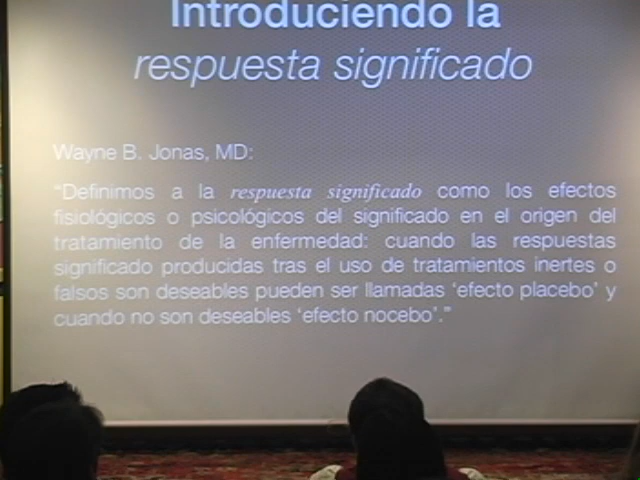 Introduciendo la
respuesta significado
Wayne B. Jonas, MD:
“Definimos a la respuesta significado como los efectos
fisiológicos o psicológicos del significado en el origen del
tratamiento de la enfermedad: cuando las respuestas
significado producidas tras el uso de tratamientos inertes o
falsos son deseables pueden ser llamadas ‘efecto placebo’ y
cuando no son deseables ‘efecto nocebo’.”